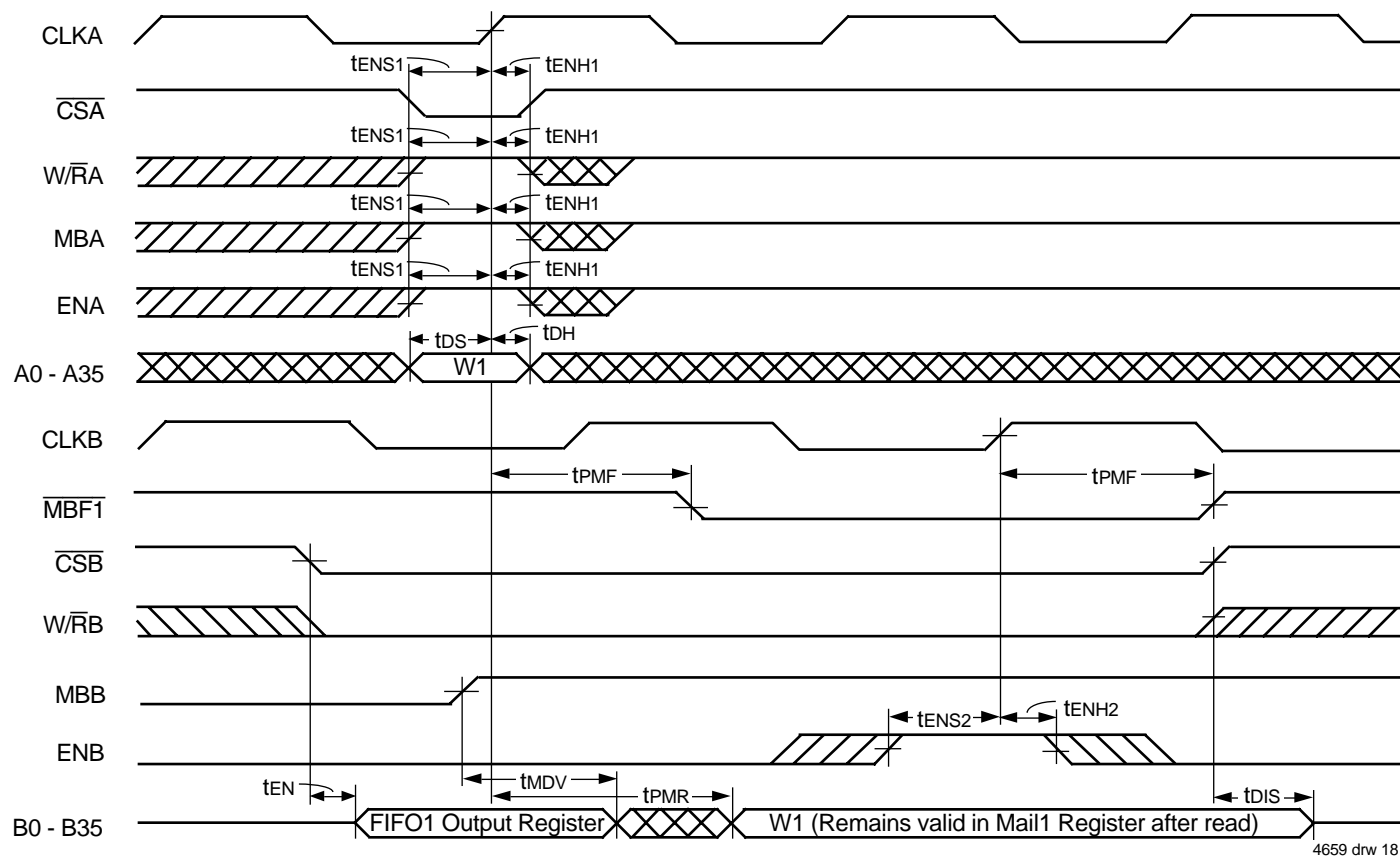 CLKA
tENS1 tENH1
CSA
tENS1 tENH1
W/RA
tENS1 tENH1
MBA
tENS1 tENH1
ENA
tDS tDH
A0 - A35 W1
CLKB
tPMF tPMF
MBF1
CSB
W/RB
MBB
tENS2 tENH2
ENB
tEN tMDV tPMR tDIS
B0 - B35 FIFO1 Output Register W1 (Remains valid in Mail1 Register after read)
4659 drw 18